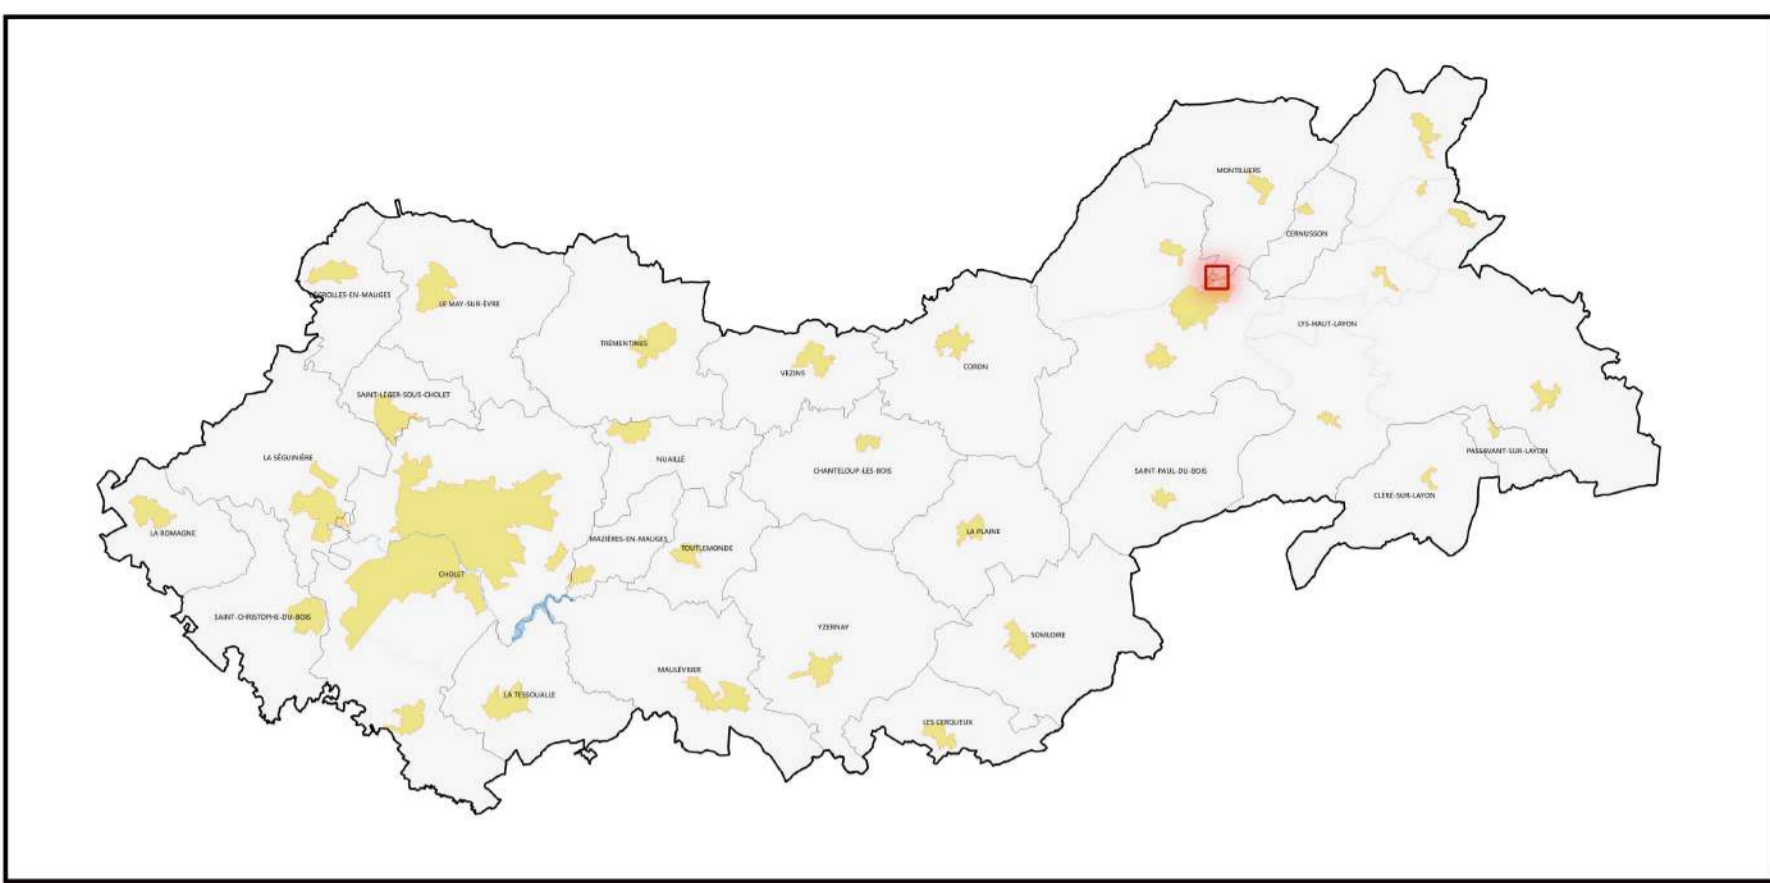 MONTILLIERS
CERNUSSON
BÉGROLLES-EN-MAUGES
LE MAY-SUR-ÈVRE
LYS-HAUT-LAYON
TRÉMENTINES
CORON
VEZINS
SAINT-LÉGER-SOUS-CHOLET
PASSAVANT-SUR-LAYON
LA SÉGUINIÈRE
NUAILLÉ
CHANTELOUP-LES-BOIS
SAINT-PAUL-DU-BOIS
CLERE-SUR-LAYON
LA ROMAGNE
LA PLAINE
MAZIÈRES-EN-MAUGES
TOUTLEMONDE
CHOLET
SAINT-CHRISTOPHE-DU-BOIS
YZERNAY
SOMLOIRE
MAULÉVRIER
LA TESSOUALLE
LES CERQUEUX